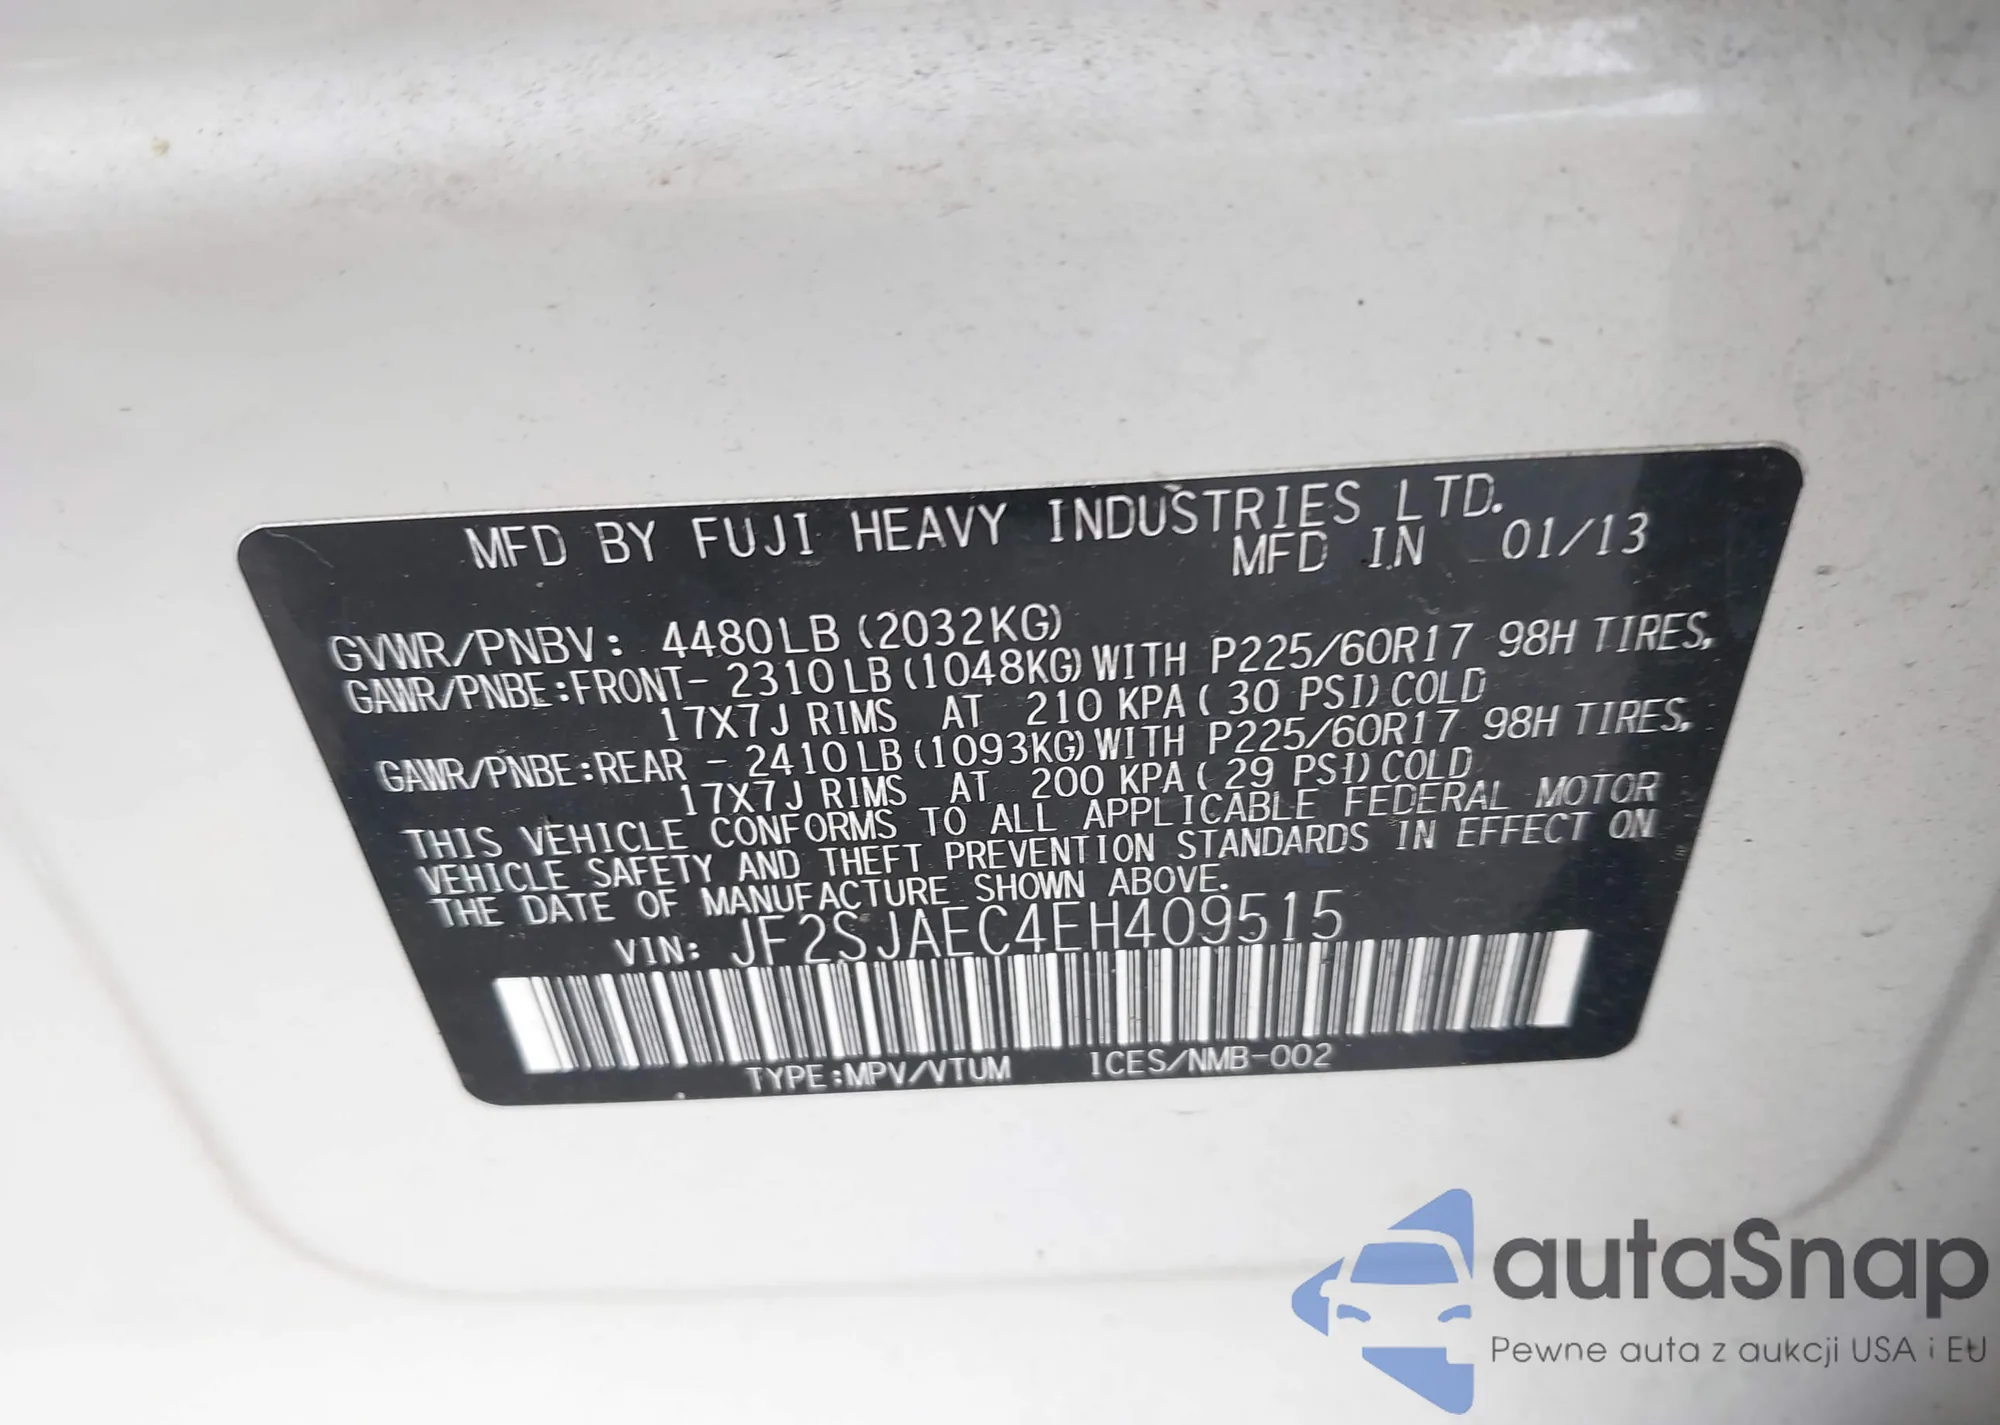 MFD BY FUJI HEAVY INDUSTRIES LTD.
MFD IN 01/13
GVWR/PNBV: 4480LB (2032KG)
GAWR/PNBE:FRONT- 2310LB (1048KG) WITH P225/60R17 98H TIRES,
17X7J RIMS AT 210 KPA ( 30 PSI) COLD
GAWR/PNBE:REAR - 2410LB (1093KG) WITH P225/60R17 98H TIRES,
17X7J RIMS AT 200 KPA ( 29 PSI) COLD
THIS VEHICLE CONFORMS TO ALL APPLICABLE FEDERAL MOTOR
VEHICLE SAFETY AND THEFT PREVENTION STANDARDS IN EFFECT ON
THE DATE OF MANUFACTURE SHOWN ABOVE.
VIN: JF2SJAEC4EH409515
TYPE:MPV/VTUM ICES/NMB-002
autaSnap
Pewne auta z aukcji USA i EU